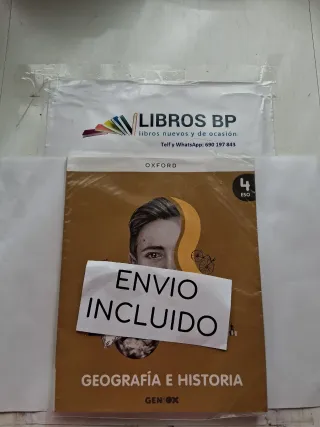 LIBROS BP
libros nuevos y de ocasión
Telf y WhatsApp: 690 197 843
OXFORD
4
ESO
ENVIO
INCLUIDO
GEOGRAFÍA E HISTORIA
GENiOX